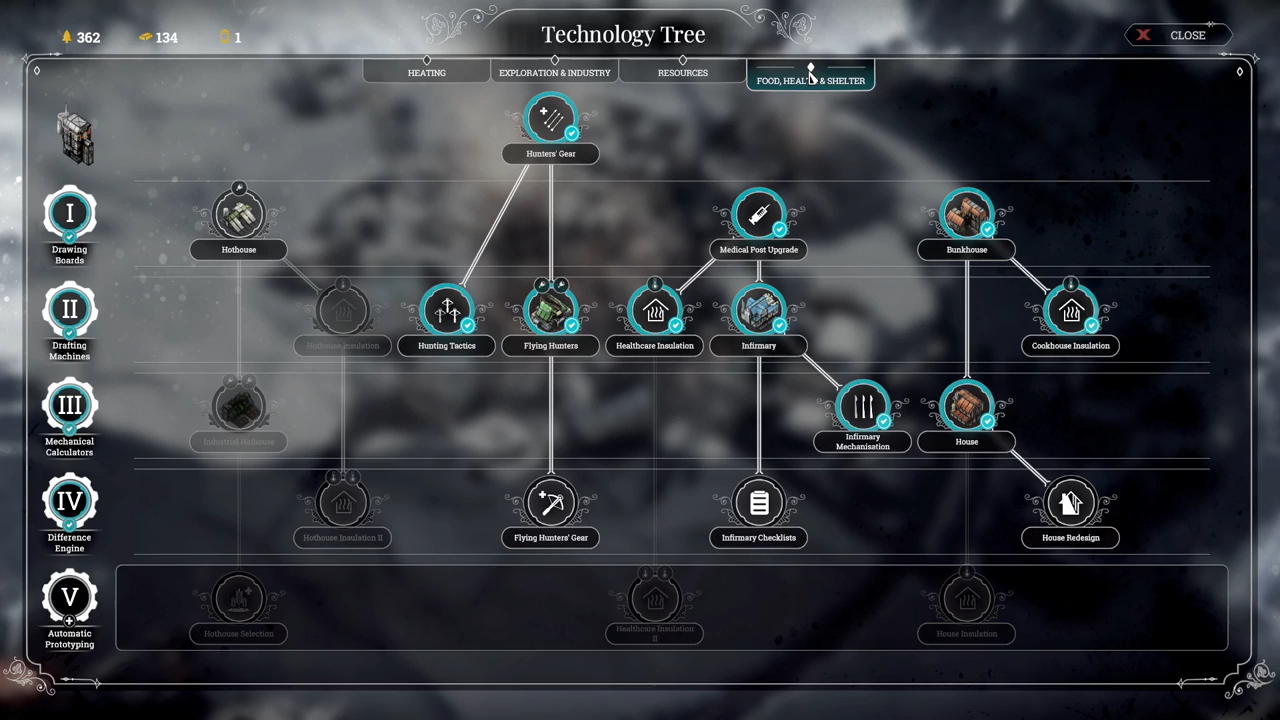 362
134
1
Technology Tree
CLOSE
HEATING
EXPLORATION & INDUSTRY
RESOURCES
FOOD, HEALTH & SHELTER
Hunters' Gear
I
Drawing
Boards
Hothouse
Medical Post Upgrade
Bunkhouse
II
Drafting
Machines
Hothouse Insulation
Hunting Tactics
Flying Hunters
Healthcare Insulation
Infirmary
Cookhouse Insulation
III
Mechanical
Calculators
Industrial Hothouse
Infirmary
Mechanisation
House
IV
Difference
Engine
Hothouse Insulation II
Flying Hunters' Gear
Infirmary Checklists
House Redesign
V
Automatic
Prototyping
Hothouse Selection
Healthcare Insulation
II
House Insulation